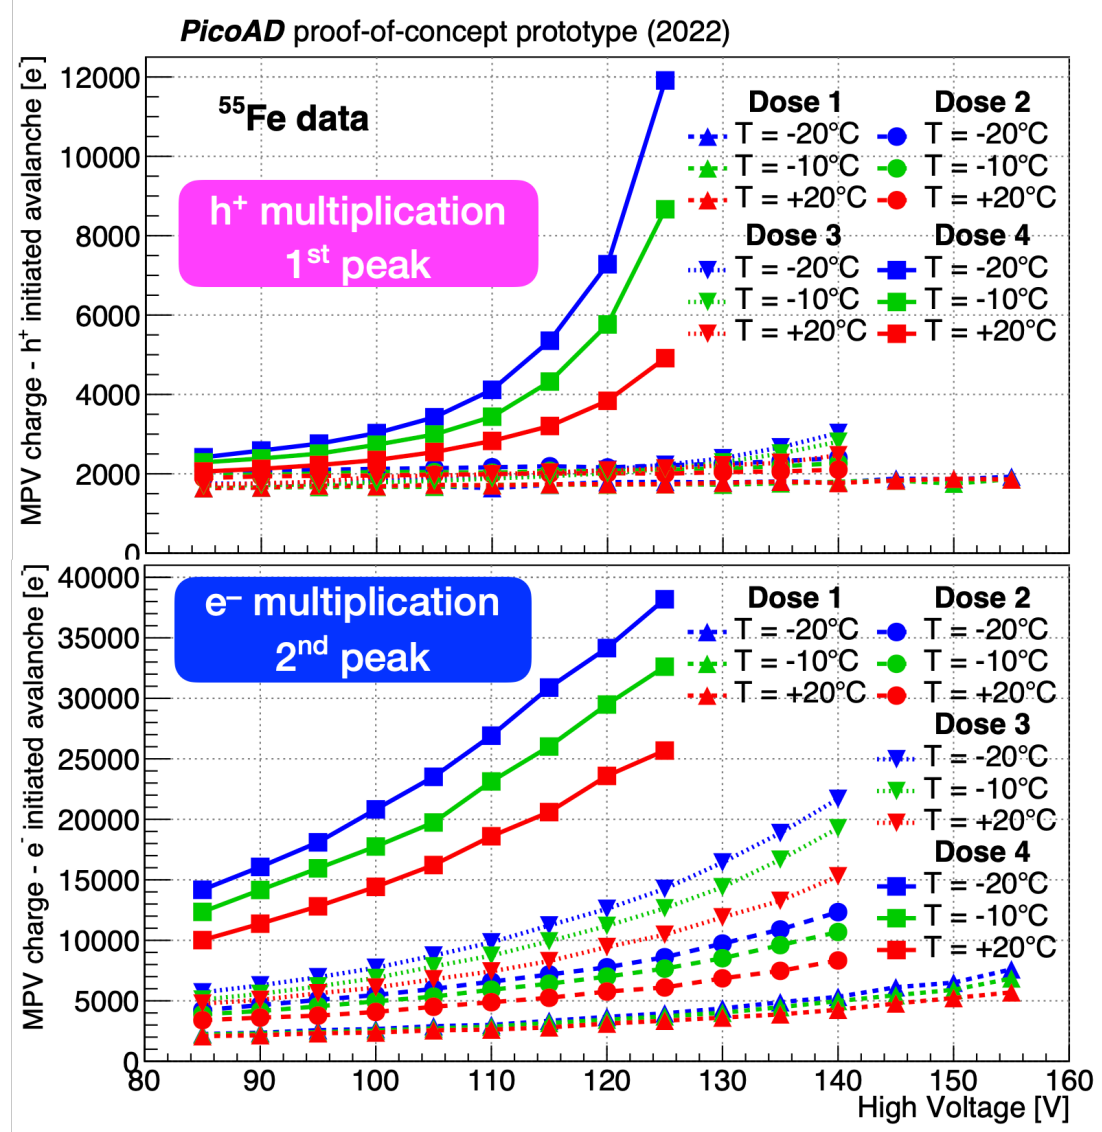 PicoAD proof-of-concept prototype (2022)
MPV charge - h⁺ initiated avalanche [e⁻]
12000
10000
8000
6000
4000
2000
0
⁵⁵Fe data
h⁺ multiplication
1ˢᵗ peak
Dose 1
T = -20°C
T = -10°C
T = +20°C
Dose 2
T = -20°C
T = -10°C
T = +20°C
Dose 3
T = -20°C
T = -10°C
T = +20°C
Dose 4
T = -20°C
T = -10°C
T = +20°C
MPV charge - e⁻ initiated avalanche [e⁻]
40000
35000
30000
25000
20000
15000
10000
5000
0
e⁻ multiplication
2ⁿᵈ peak
Dose 1
T = -20°C
T = -10°C
T = +20°C
Dose 2
T = -20°C
T = -10°C
T = +20°C
Dose 3
T = -20°C
T = -10°C
T = +20°C
Dose 4
T = -20°C
T = -10°C
T = +20°C
80 90 100 110 120 130 140 150 160
High Voltage [V]